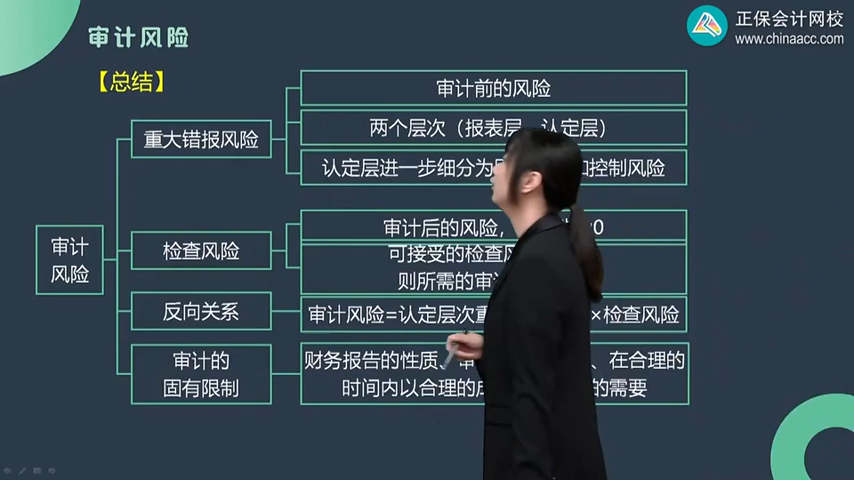 审计风险
正保会计网校
www.chinaacc.com
【总结】
审计前的风险
重大错报风险
两个层次（报表层、认定层）
认定层进一步细分为
和控制风险
审计后的风险，
0
检查风险
可接受的检查风
则所需的审
审计
风险
反向关系
审计风险=认定层次重
×检查风险
审计的
固有限制
财务报告的性质、审
、在合理的
时间内以合理的成
的需要